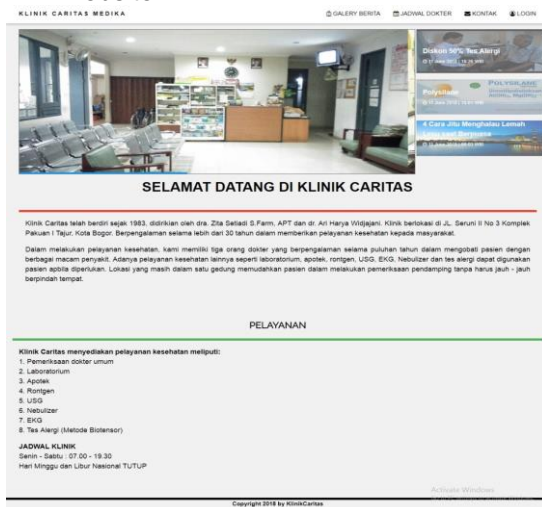 KLINIK CARITAS MEDIKA
GALERY BERITA JADWAL DOKTER KONTAK LOGIN
Diskon 50% Tes Alergi
Polysilane
POLYSILANE
4 Cara Jitu Menghalau Lemah
Lesu saat Berpuasa
SELAMAT DATANG DI KLINIK CARITAS
Klinik Caritas telah berdiri sejak 1983, didirikan oleh dra. Zita Setiadi S.Farm, APT dan dr. Ari Harya Widjajani. Klinik berlokasi di JL. Seruni II No 3 Komplek
Pakuan I Tajur, Kota Bogor. Berpengalaman selama lebih dari 30 tahun dalam memberikan pelayanan kesehatan kepada masyarakat.
Dalam melakukan pelayanan kesehatan, kami memiliki tiga orang dokter yang berpengalaman selama puluhan tahun dalam mengobati pasien dengan
berbagai macam penyakit. Adanya pelayanan kesehatan lainnya seperti laboratorium, apotek, rontgen, USG, EKG, Nebulizer dan tes alergi dapat digunakan
pasien apbila diperlukan. Lokasi yang masih dalam satu gedung memudahkan pasien dalam melakukan pemeriksaan pendamping tanpa harus jauh - jauh
berpindah tempat.
PELAYANAN
Klinik Caritas menyediakan pelayanan kesehatan meliputi:
1. Pemeriksaan dokter umum
2. Laboratorium
3. Apotek
4. Rontgen
5. USG
6. Nebulizer
7. EKG
8. Tes Alergi (Metode Biotensor)
JADWAL KLINIK
Senin - Sabtu : 07.00 - 19.30
Hari Minggu dan Libur Nasional TUTUP
Activate Windows
Copyright 2018 by KlinikCaritas